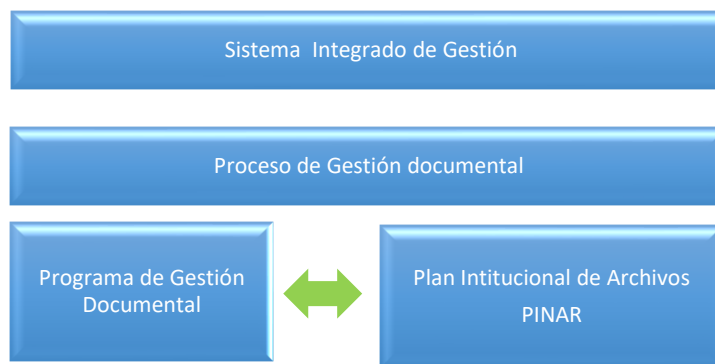 Sistema  Integrado de Gestión
Proceso de Gestión documental
Programa de Gestión
Documental
Plan Intitucional de Archivos
PINAR